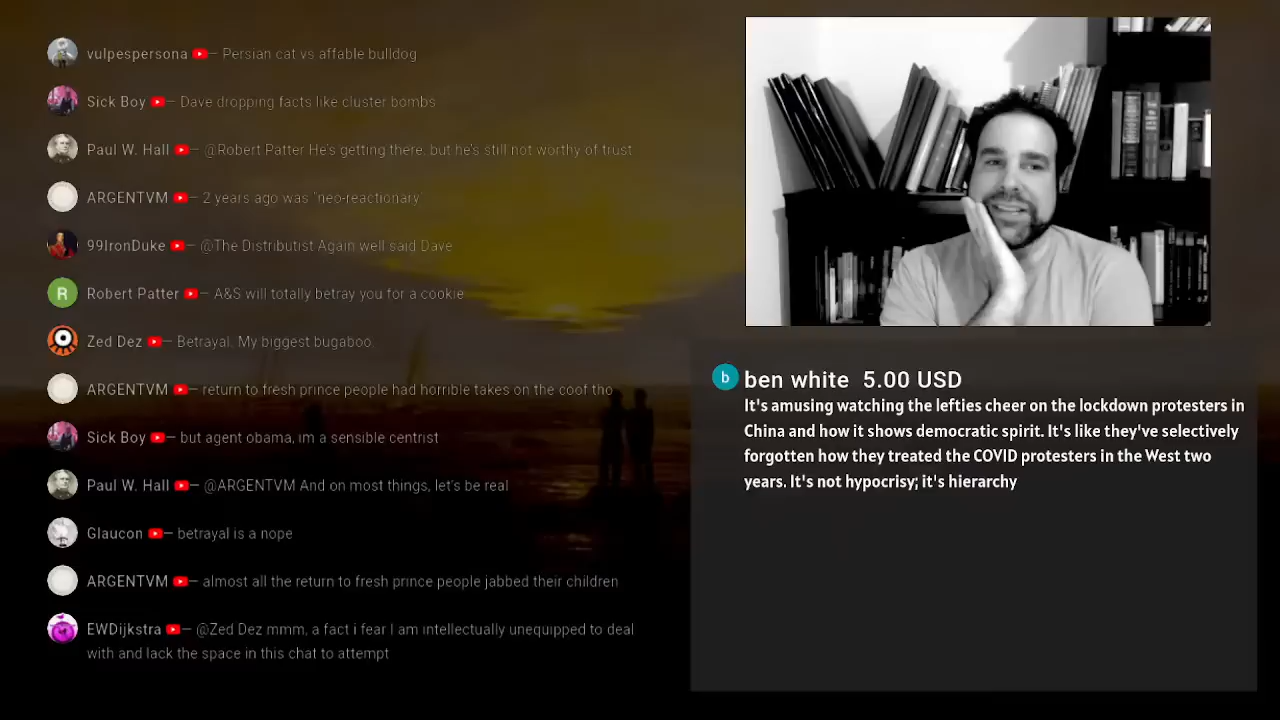 vulpespersona — Persian cat vs affable bulldog
Sick Boy — Dave dropping facts like cluster bombs
Paul W. Hall — @Robert Patter He's getting there, but he's still not worthy of trust
ARGENTVM — 2 years ago was "neo-reactionary"
99IronDuke — @The Distributist Again well said Dave
R Robert Patter — A&S will totally betray you for a cookie
Zed Dez — Betrayal. My biggest bugaboo.
ARGENTVM — return to fresh prince people had horrible takes on the coof tho
Sick Boy — but agent obama, im a sensible centrist
Paul W. Hall — @ARGENTVM And on most things, let's be real
Glaucon — betrayal is a nope
ARGENTVM — almost all the return to fresh prince people jabbed their children
EWDijkstra — @Zed Dez mmm, a fact i fear I am intellectually unequipped to deal
with and lack the space in this chat to attempt
b ben white 5.00 USD
It's amusing watching the lefties cheer on the lockdown protesters in
China and how it shows democratic spirit. It's like they've selectively
forgotten how they treated the COVID protesters in the West two
years. It's not hypocrisy; it's hierarchy